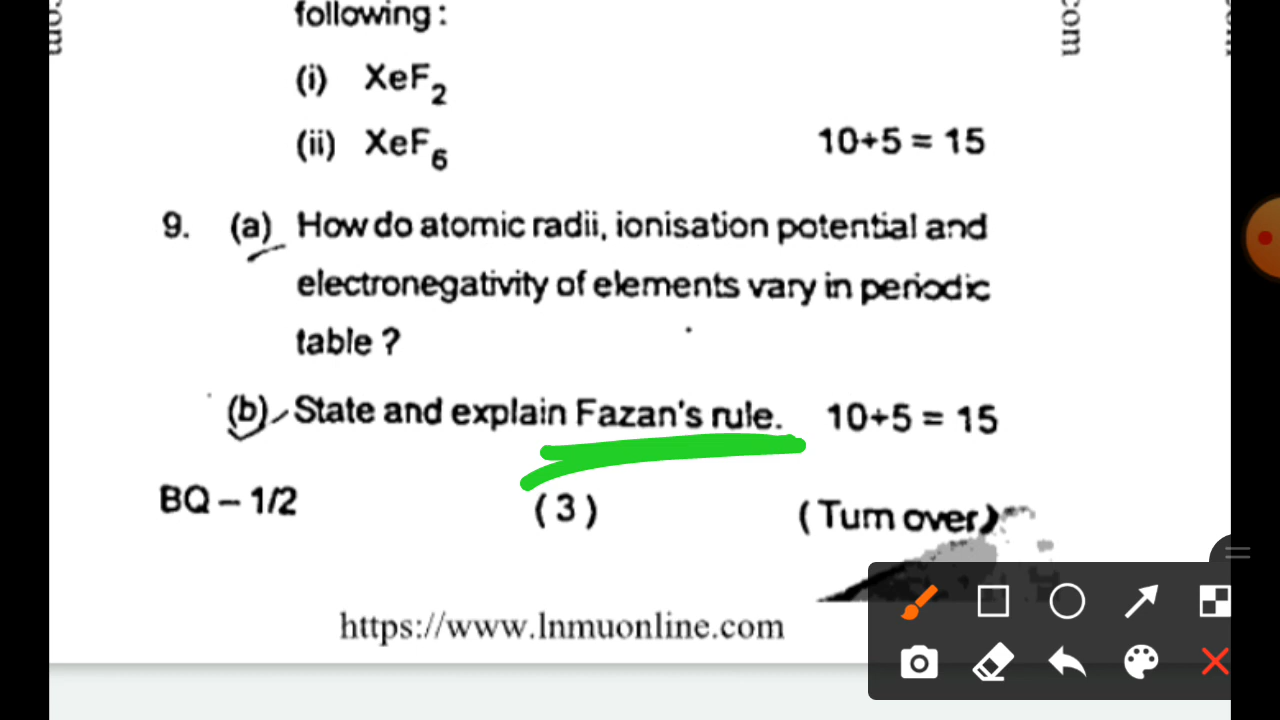 following :
(i) XeF2
(ii) XeF6 10+5 = 15
9. (a) How do atomic radii, ionisation potential and
electronegativity of elements vary in periodic
table ?
(b) State and explain Fazan's rule. 10+5 = 15
BQ – 1/2 (3) (Turn over)
https://www.lnmuonline.com
com